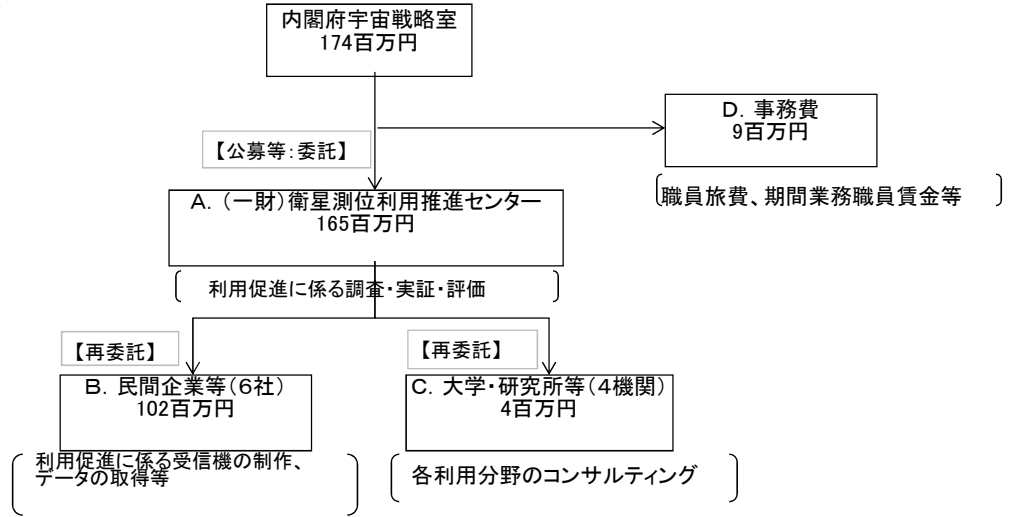 内閣府宇宙戦略室
174百万円
D．事務費
9百万円
【公募等：委託】
職員旅費、期間業務職員賃金等
A．（一財）衛星測位利用推進センター
165百万円
利用促進に係る調査・実証・評価
【再委託】
【再委託】
B．民間企業等（６社）
102百万円
C．大学・研究所等（４機関）
4百万円
利用促進に係る受信機の制作、
データの取得等
各利用分野のコンサルティング